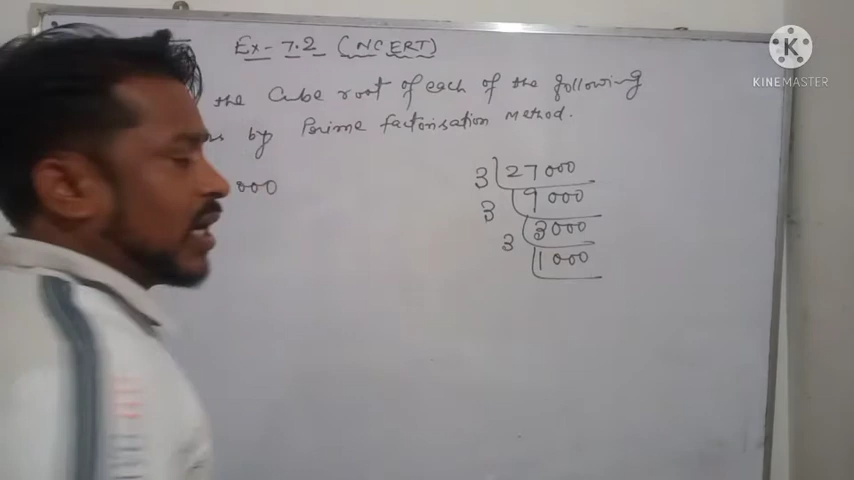 Ex- 7.2 (NCERT)
the Cube root of each of the following
by Prime factorisation Method.
000
3 27000
3 9000
3 3000
1000
K
KINEMASTER